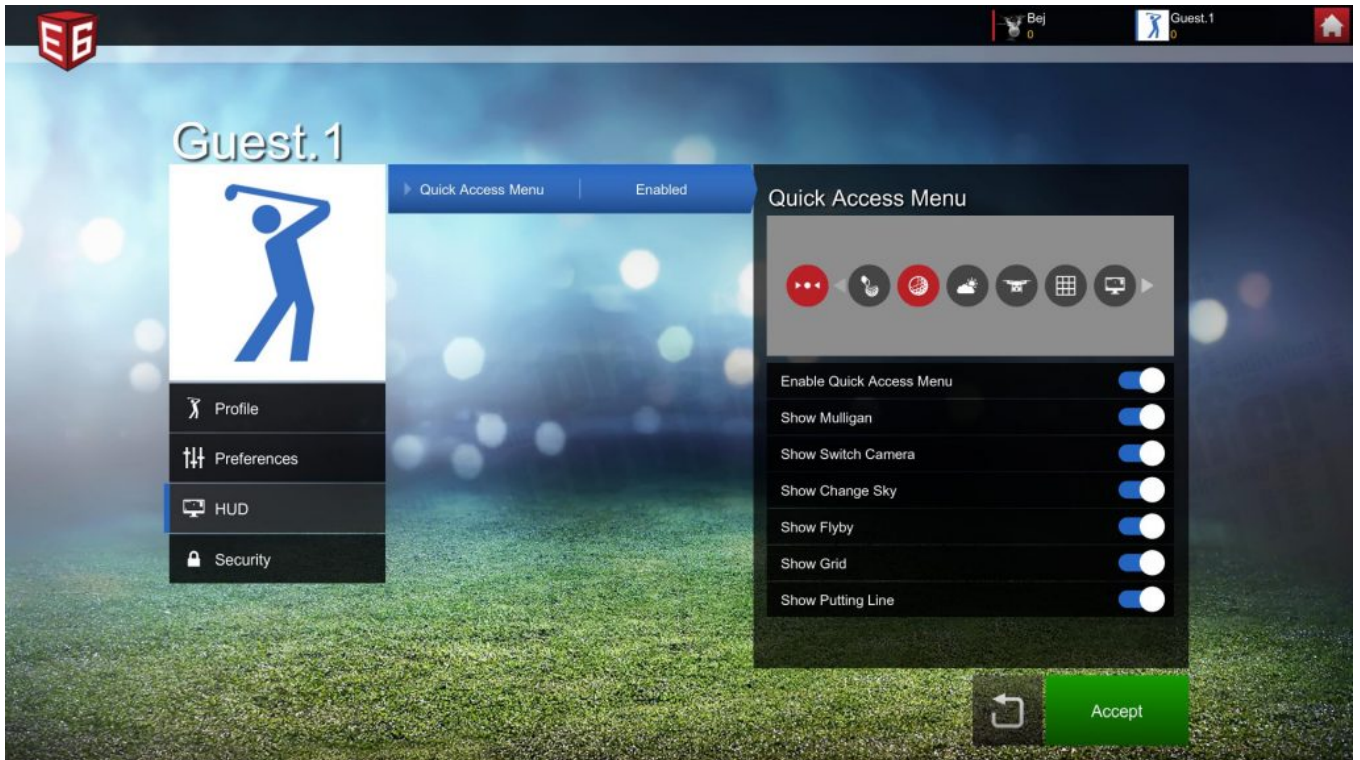 E6
Bej
0
Guest.1
0
Guest.1
Quick Access Menu
Enabled
Profile
Preferences
HUD
Security
Quick Access Menu
Enable Quick Access Menu
Show Mulligan
Show Switch Camera
Show Change Sky
Show Flyby
Show Grid
Show Putting Line
Accept